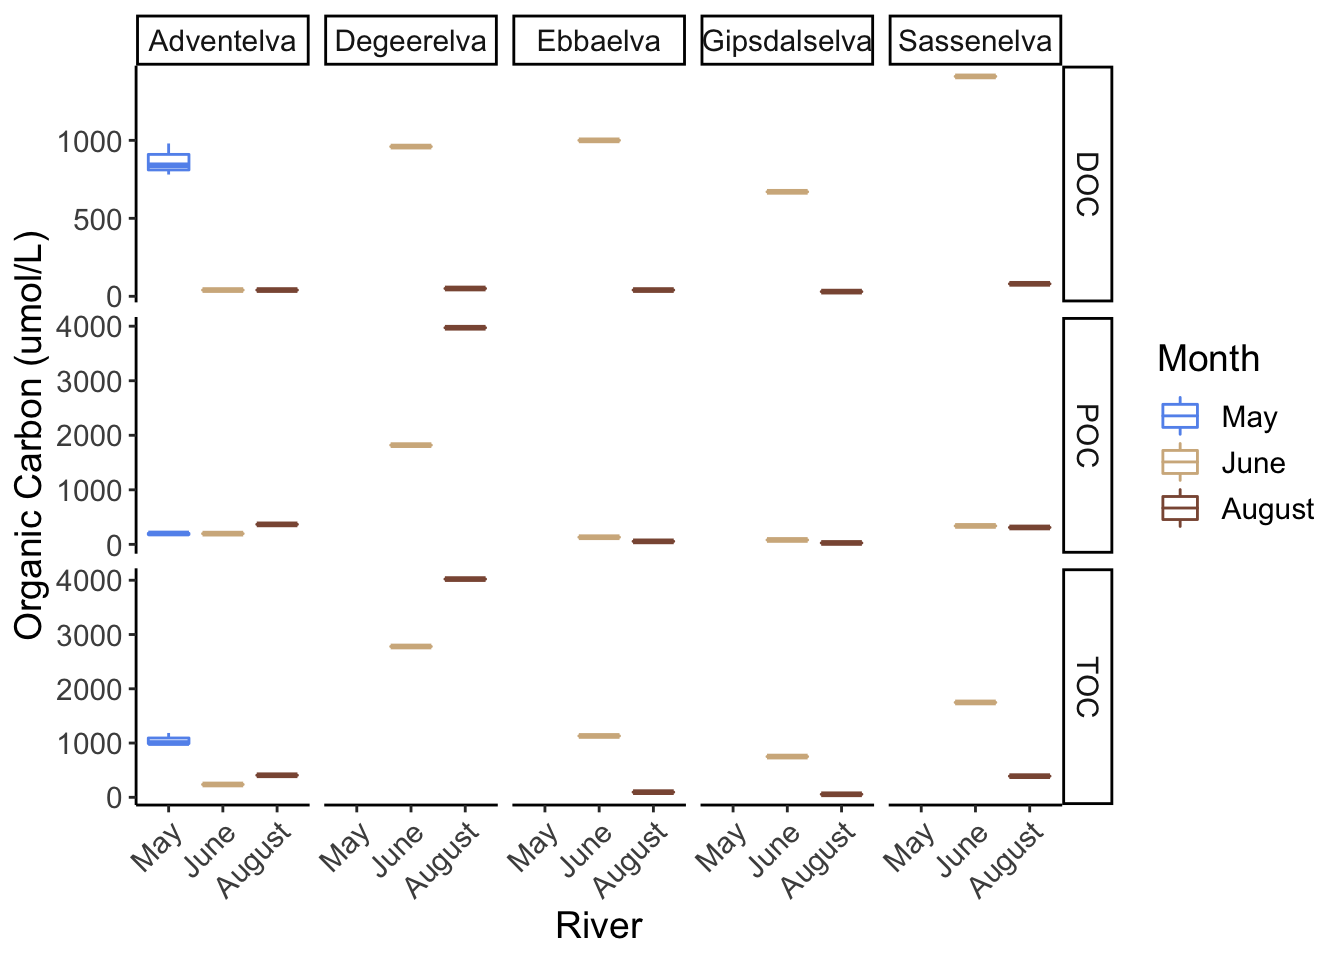 Adventelva Degeerelva Ebbaelva Gipsdalselva Sassenelva
1000
500
0
DOC
4000
3000
2000
1000
0
POC
4000
3000
2000
1000
0
TOC
Organic Carbon (umol/L)
May June August May June August May June August May June August May June August
River
Month
May
June
August